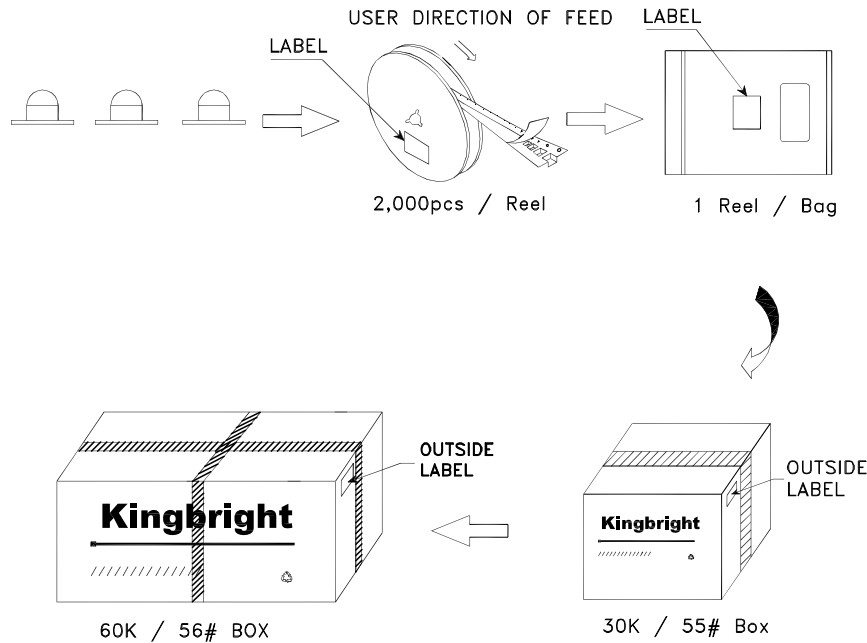 USER DIRECTION OF FEED
LABEL
LABEL
2,000pcs / Reel
1 Reel / Bag
OUTSIDE
LABEL
Kingbright
60K / 56# BOX
OUTSIDE
LABEL
Kingbright
30K / 55# Box